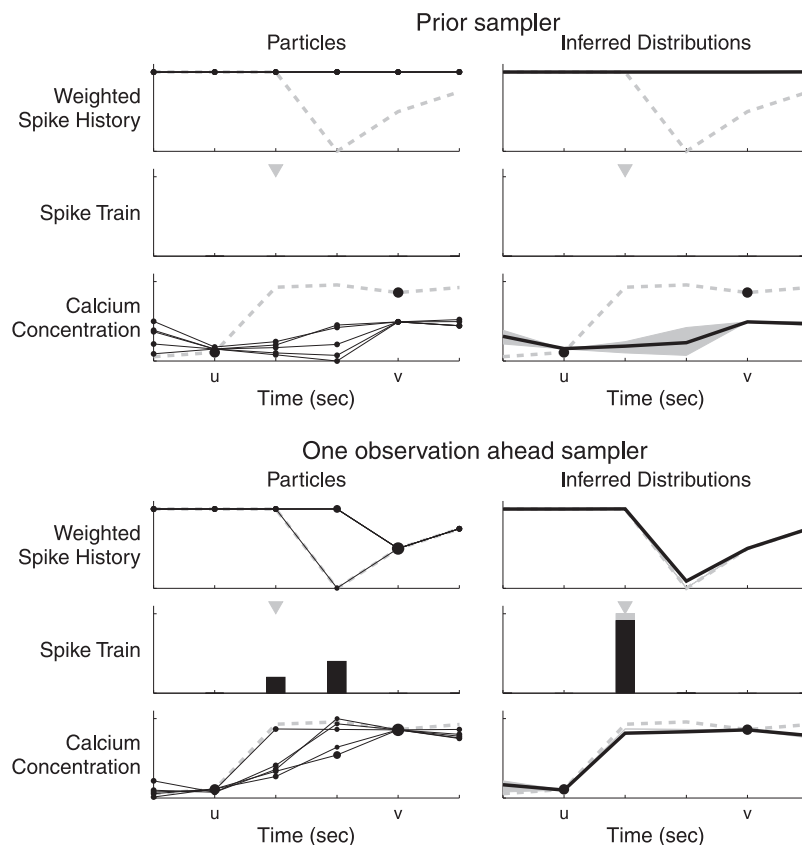 Prior sampler
Particles
Inferred Distributions
Weighted
Spike History
Spike Train
Calcium
Concentration
u
v
u
v
Time (sec)
Time (sec)
One observation ahead sampler
Particles
Inferred Distributions
Weighted
Spike History
Spike Train
Calcium
Concentration
u
v
u
v
Time (sec)
Time (sec)